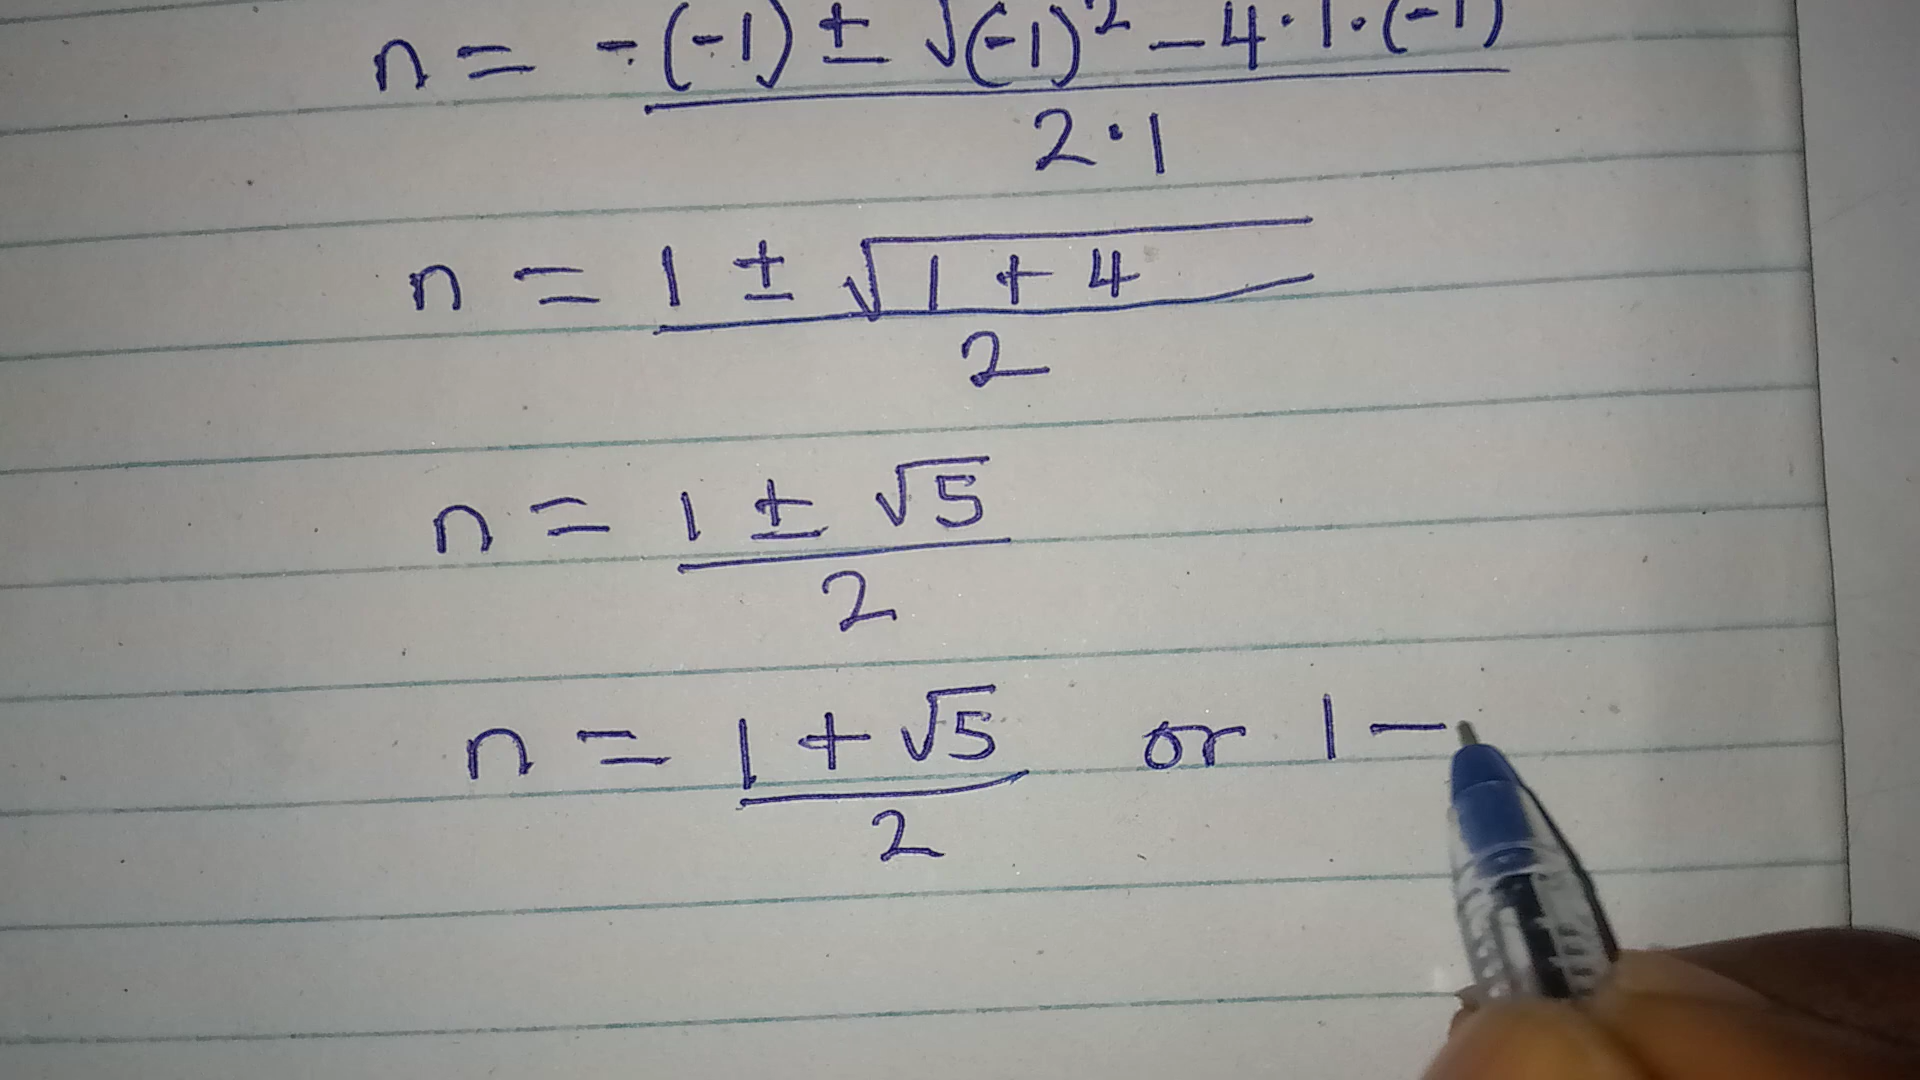 n = -(-1) ± √(-1)² - 4·1·(-1)
2·1
n = 1 ± √1 + 4
2
n = 1 ± √5
2
n = 1 + √5 or 1 -
2